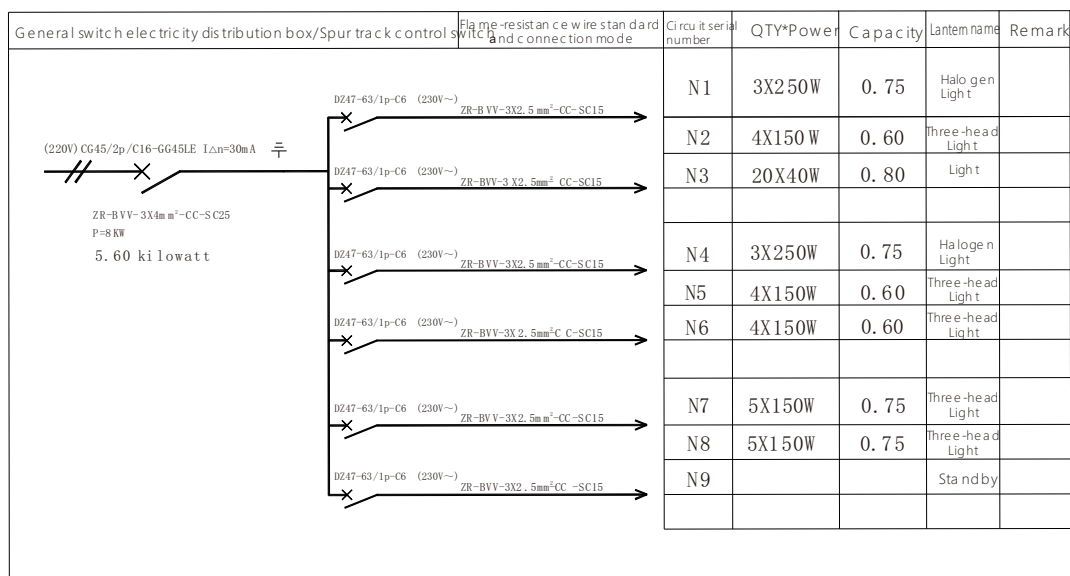 General switch electricity distribution box/Spur track control switch
Flame-resistance wire standard
and connection mode
Circuit serial
number
QTY*Power
Capacity
Lantern name
Remark
(220V) CG45/2p/C16-GG45LE I△n=30mA
ZR-BVV-3X4mm²-CC-SC25
P=8KW
5.60 kilowatt
DZ47-63/1p-C6 (230V～)
ZR-BVV-3X2.5mm²-CC-SC15
DZ47-63/1p-C6 (230V～)
ZR-BVV-3X2.5mm² CC-SC15
DZ47-63/1p-C6 (230V～)
ZR-BVV-3X2.5mm²-CC-SC15
DZ47-63/1p-C6 (230V～)
ZR-BVV-3X2.5mm²CC-SC15
DZ47-63/1p-C6 (230V～)
ZR-BVV-3X2.5mm²-CC-SC15
DZ47-63/1p-C6 (230V～)
ZR-BVV-3X2.5mm²CC-SC15
N1 3X250W 0.75 Halogen
Light
N2 4X150W 0.60 Three-head
Light
N3 20X40W 0.80 Light
N4 3X250W 0.75 Halogen
Light
N5 4X150W 0.60 Three-head
Light
N6 4X150W 0.60 Three-head
Light
N7 5X150W 0.75 Three-head
Light
N8 5X150W 0.75 Three-head
Light
N9 Standby